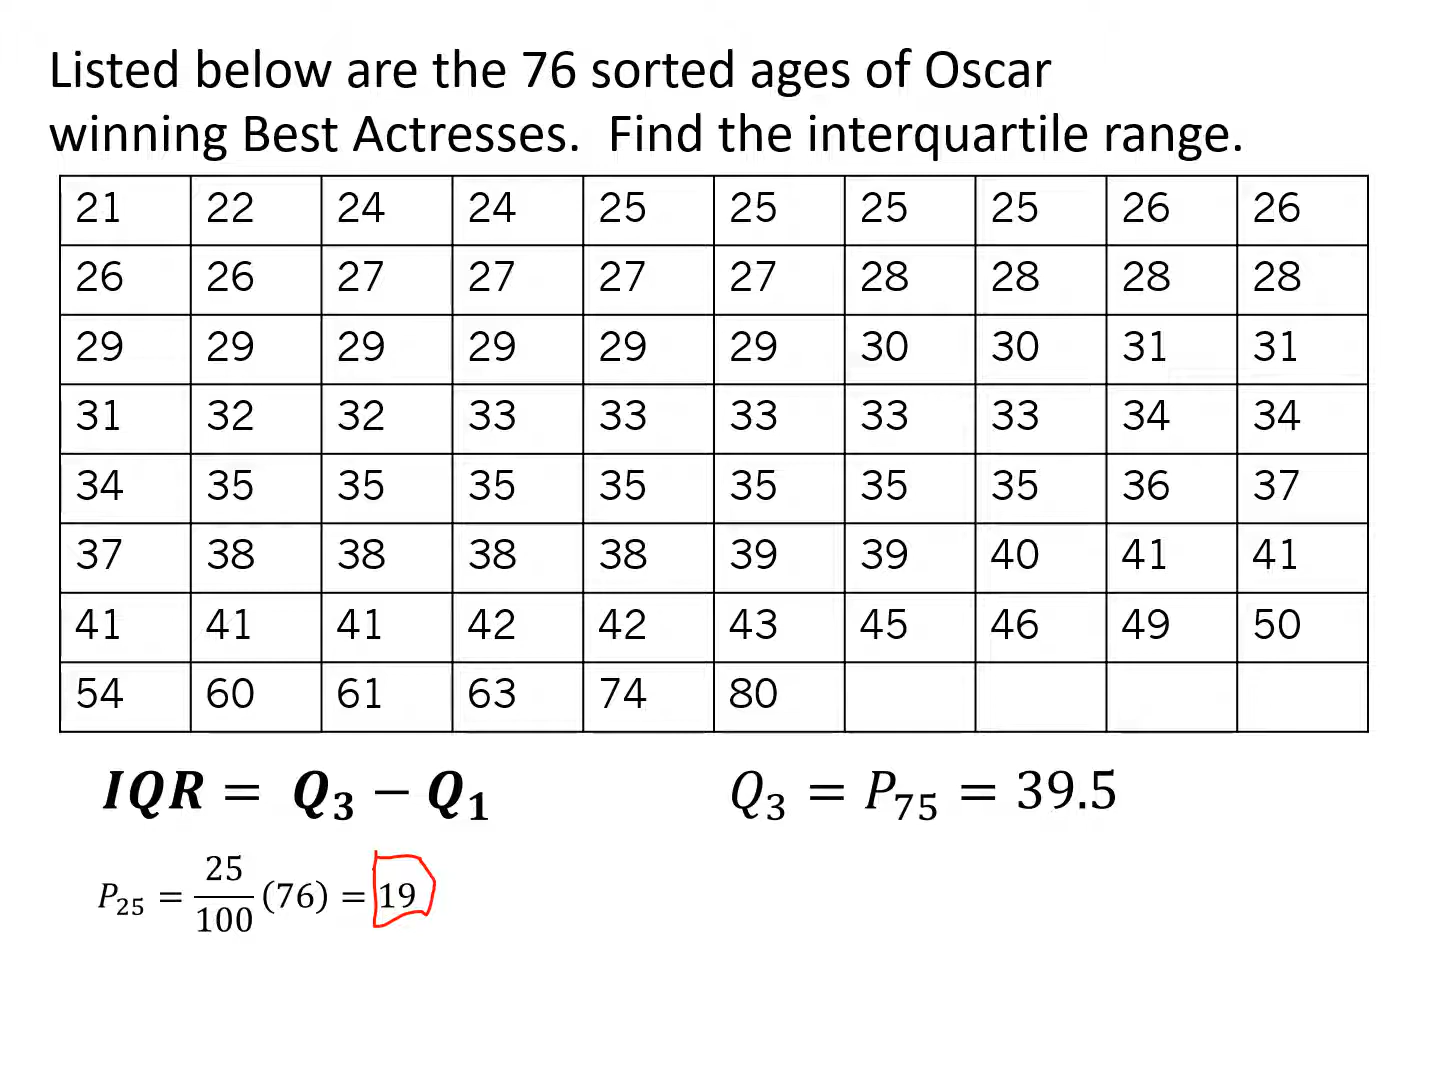 Listed below are the 76 sorted ages of Oscar
winning Best Actresses. Find the interquartile range.
21 22 24 24 25 25 25 25 26 26
26 26 27 27 27 27 28 28 28 28
29 29 29 29 29 29 30 30 31 31
31 32 32 33 33 33 33 33 34 34
34 35 35 35 35 35 35 35 36 37
37 38 38 38 38 39 39 40 41 41
41 41 41 42 42 43 45 46 49 50
54 60 61 63 74 80
IQR = Q₃ − Q₁
Q₃ = P₇₅ = 39.5
P₂₅ = 25/100 (76) = 19